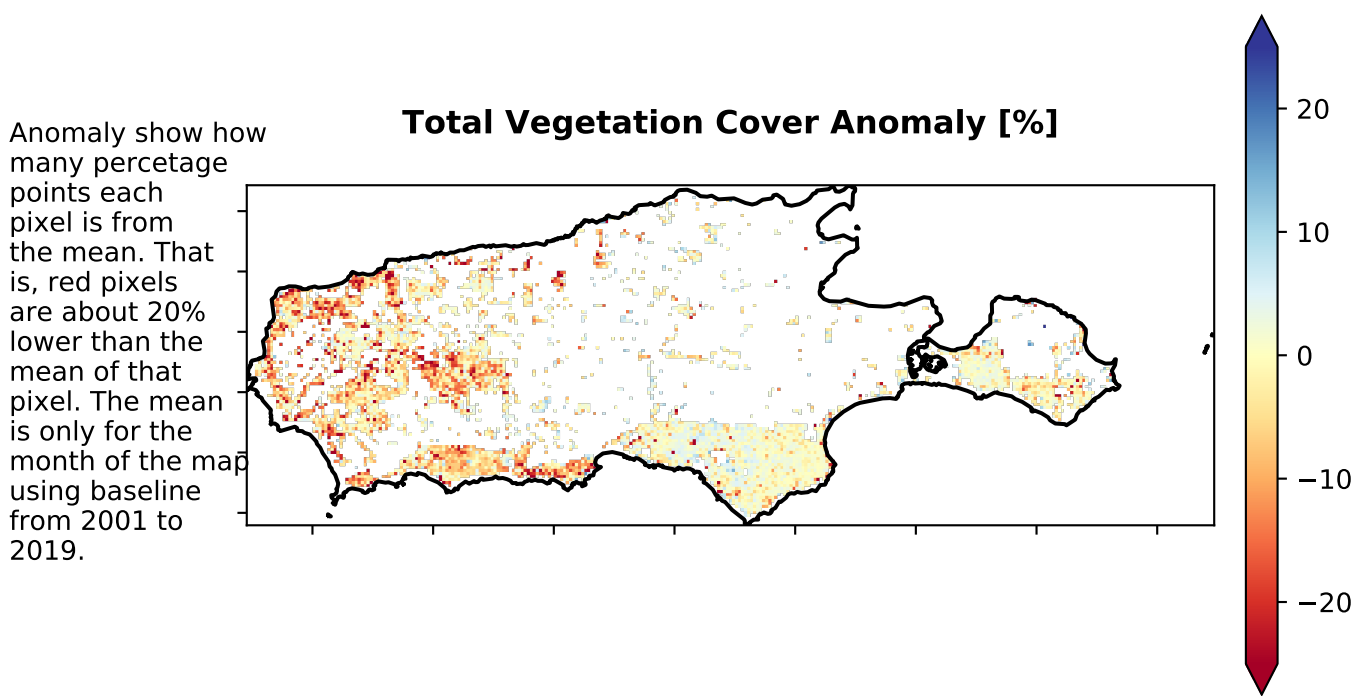 Total Vegetation Cover Anomaly [%]
Anomaly show how
many percetage
points each
pixel is from
the mean. That
is, red pixels
are about 20%
lower than the
mean of that
pixel. The mean
is only for the
month of the map
using baseline
from 2001 to
2019.
20
10
0
−10
−20